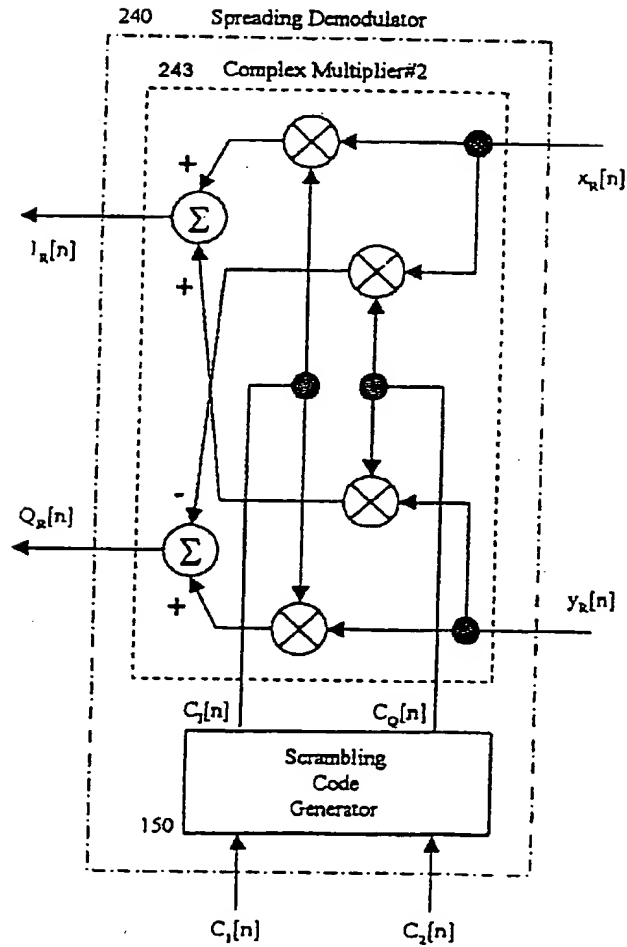 240 Spreading Demodulator
243 Complex Multiplier#2
x_R[n]
+
Σ
I_R[n]
+
-
Q_R[n]
Σ
+
y_R[n]
C_I[n] C_Q[n]
Scrambling
Code
Generator
150
C_1[n] C_2[n]